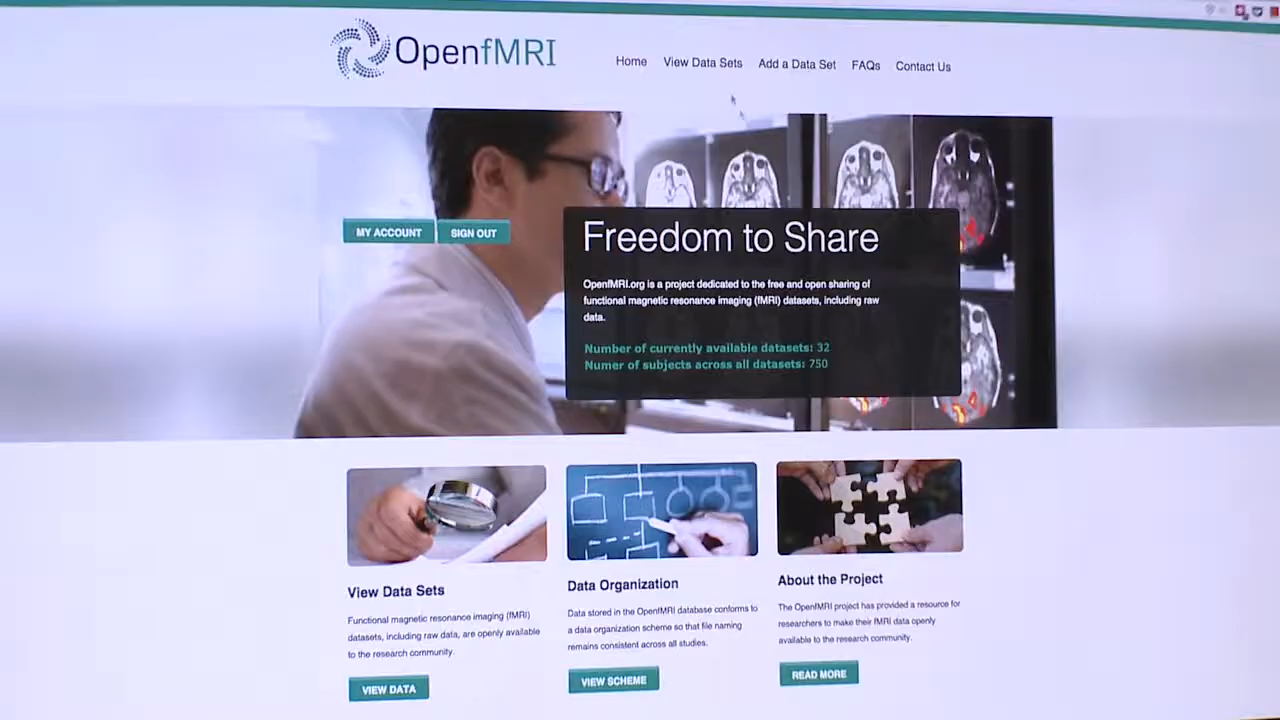 OpenfMRI
Home View Data Sets Add a Data Set FAQs Contact Us
MY ACCOUNT SIGN OUT
Freedom to Share
OpenfMRI.org is a project dedicated to the free and open sharing of
functional magnetic resonance imaging (fMRI) datasets, including raw
data.
Number of currently available datasets: 32
Numer of subjects across all datasets: 750
View Data Sets
Functional magnetic resonance imaging (fMRI)
datasets, including raw data, are openly available
to the research community.
VIEW DATA
Data Organization
Data stored in the OpenfMRI database conforms to
a data organization scheme so that file naming
remains consistent across all studies.
VIEW SCHEME
About the Project
The OpenfMRI project has provided a resource for
researchers to make their fMRI data openly
available to the research community.
READ MORE